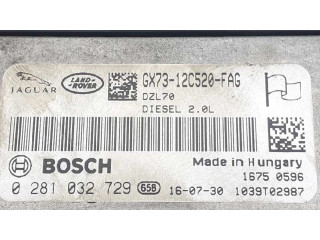 JAGUAR
LAND-
ROVER
GX73-12C520-FAG
DZL70
DIESEL 2.0L
BOSCH
Made in Hungary
1675 0596
0 281 032 729 65B 16-07-30 1039T02987